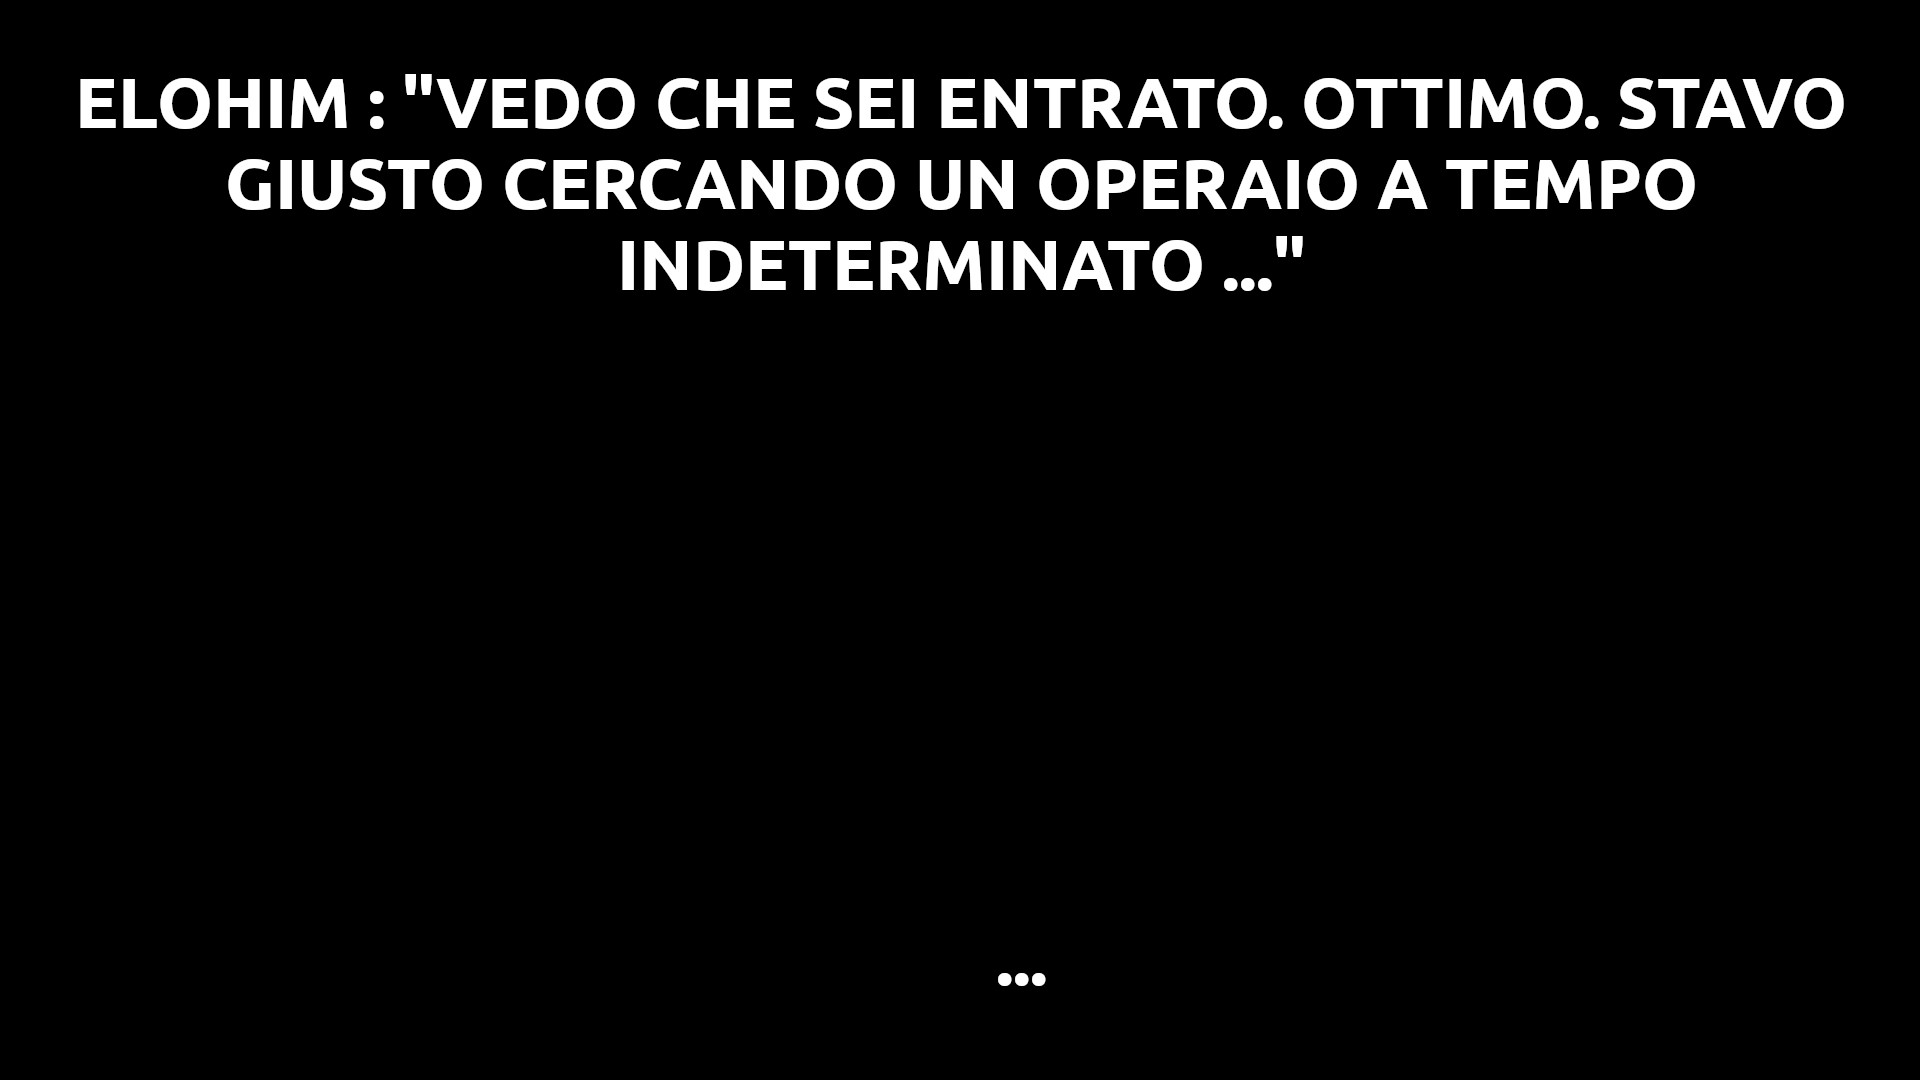 ELOHIM : "VEDO CHE SEI ENTRATO. OTTIMO. STAVO
GIUSTO CERCANDO UN OPERAIO A TEMPO
INDETERMINATO ..."
...